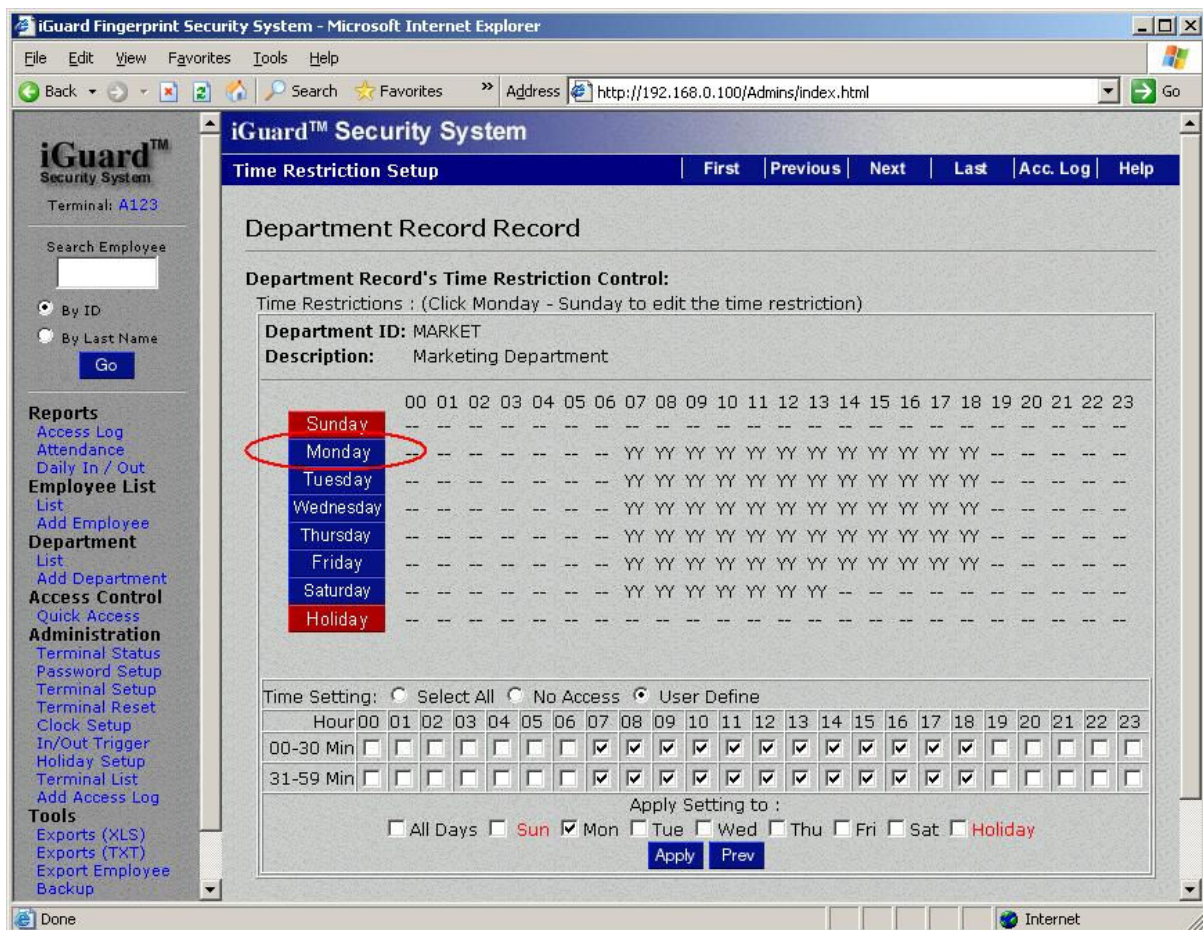 iGuard Fingerprint Security System - Microsoft Internet Explorer
File Edit View Favorites Tools Help
Back Search Favorites » Address http://192.168.0.100/Admins/index.html Go
iGuard™
Security System
Terminal: A123
Search Employee
By ID
By Last Name
Go
Reports
Access Log
Attendance
Daily In / Out
Employee List
List
Add Employee
Department
List
Add Department
Access Control
Quick Access
Administration
Terminal Status
Password Setup
Terminal Setup
Terminal Reset
Clock Setup
In/Out Trigger
Holiday Setup
Terminal List
Add Access Log
Tools
Exports (XLS)
Exports (TXT)
Export Employee
Backup
iGuard™ Security System
Time Restriction Setup | First | Previous | Next | Last | Acc. Log | Help
Department Record Record
Department Record's Time Restriction Control:
Time Restrictions : (Click Monday - Sunday to edit the time restriction)
Department ID: MARKET
Description: Marketing Department
00 01 02 03 04 05 06 07 08 09 10 11 12 13 14 15 16 17 18 19 20 21 22 23
Sunday -- -- -- -- -- -- -- -- -- -- -- -- -- -- -- -- -- -- -- -- -- -- -- --
Monday -- -- -- -- -- -- -- YY YY YY YY YY YY YY YY YY YY YY YY -- -- -- -- --
Tuesday -- -- -- -- -- -- -- YY YY YY YY YY YY YY YY YY YY YY YY -- -- -- -- --
Wednesday -- -- -- -- -- -- -- YY YY YY YY YY YY YY YY YY YY YY YY -- -- -- -- --
Thursday -- -- -- -- -- -- -- YY YY YY YY YY YY YY YY YY YY YY YY -- -- -- -- --
Friday -- -- -- -- -- -- -- YY YY YY YY YY YY YY YY YY YY YY YY -- -- -- -- --
Saturday -- -- -- -- -- -- -- YY YY YY YY YY YY YY -- -- -- -- -- -- -- -- -- --
Holiday -- -- -- -- -- -- -- -- -- -- -- -- -- -- -- -- -- -- -- -- -- -- -- --
Time Setting: Select All No Access User Define
Hour 00 01 02 03 04 05 06 07 08 09 10 11 12 13 14 15 16 17 18 19 20 21 22 23
00-30 Min
31-59 Min
Apply Setting to :
All Days Sun Mon Tue Wed Thu Fri Sat Holiday
Apply Prev
Done Internet